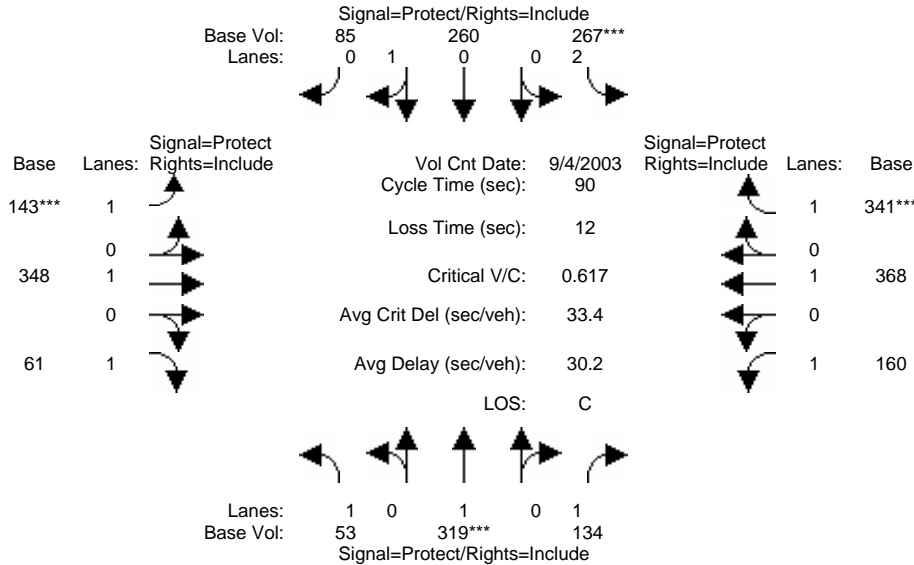 Signal=Protect/Rights=Include
Base Vol: 85 260 267***
Lanes: 0 1 0 0 2
Signal=Protect Signal=Protect
Base Lanes: Rights=Include Vol Cnt Date: 9/4/2003 Rights=Include Lanes: Base
Cycle Time (sec): 90
143*** 1 1 341***
Loss Time (sec): 12
0 0
348 1 Critical V/C: 0.617 1 368
0 Avg Crit Del (sec/veh): 33.4 0
61 1 Avg Delay (sec/veh): 30.2 1 160
LOS: C
Lanes: 1 0 1 0 1
Base Vol: 53 319*** 134
Signal=Protect/Rights=Include